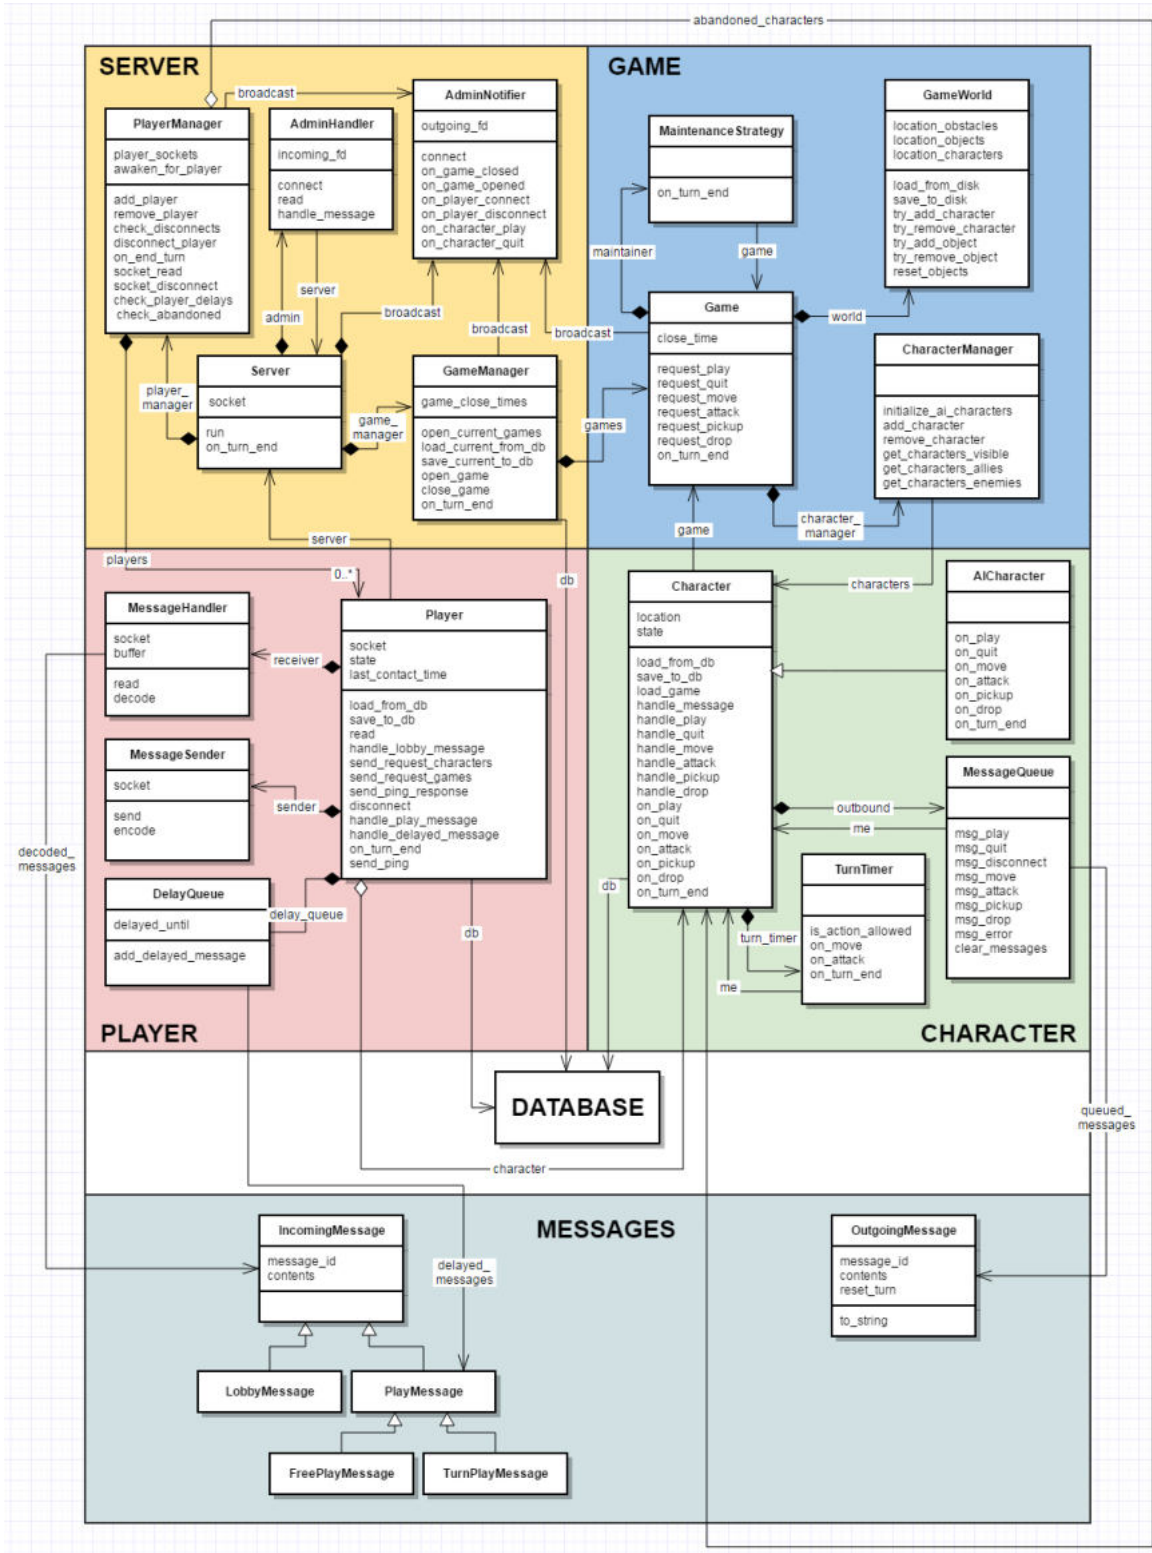 abandoned_characters
SERVER
broadcast
PlayerManager
player_sockets
awaken_for_player
add_player
remove_player
check_disconnects
disconnect_player
on_end_turn
socket_read
socket_disconnect
check_player_delays
check_abandoned
AdminHandler
incoming_fd
connect
read
handle_message
AdminNotifier
outgoing_fd
connect
on_game_closed
on_game_opened
on_player_connect
on_player_disconnect
on_character_play
on_character_quit
server
admin
broadcast
broadcast
broadcast
player_
manager
Server
socket
run
on_turn_end
game_
manager
GameManager
game_close_times
open_current_games
load_current_from_db
save_current_to_db
open_game
close_game
on_turn_end
games
server
players
0..*
db
GAME
MaintenanceStrategy
on_turn_end
maintainer
game
GameWorld
location_obstacles
location_objects
location_characters
load_from_disk
save_to_disk
try_add_character
try_remove_character
try_add_object
try_remove_object
reset_objects
Game
close_time
request_play
request_quit
request_move
request_attack
request_pickup
request_drop
on_turn_end
world
CharacterManager
initialize_ai_characters
add_character
remove_character
get_characters_visible
get_characters_allies
get_characters_enemies
character_
manager
game
characters
MessageHandler
socket
buffer
read
decode
receiver
Player
socket
state
last_contact_time
load_from_db
save_to_db
read
handle_lobby_message
send_request_characters
send_request_games
send_ping_response
disconnect
handle_play_message
handle_delayed_message
on_turn_end
send_ping
MessageSender
socket
send
encode
sender
decoded_
messages
DelayQueue
delayed_until
add_delayed_message
delay_queue
db
PLAYER
Character
location
state
load_from_db
save_to_db
load_game
handle_message
handle_play
handle_quit
handle_move
handle_attack
handle_pickup
handle_drop
on_play
on_quit
on_move
on_attack
on_pickup
on_drop
on_turn_end
AICharacter
on_play
on_quit
on_move
on_attack
on_pickup
on_drop
on_turn_end
outbound
me
MessageQueue
msg_play
msg_quit
msg_disconnect
msg_move
msg_attack
msg_pickup
msg_drop
msg_error
clear_messages
db
turn_timer
me
TurnTimer
is_action_allowed
on_move
on_attack
on_turn_end
CHARACTER
DATABASE
queued_
messages
character
MESSAGES
IncomingMessage
message_id
contents
delayed_
messages
OutgoingMessage
message_id
contents
reset_turn
to_string
LobbyMessage
PlayMessage
FreePlayMessage
TurnPlayMessage